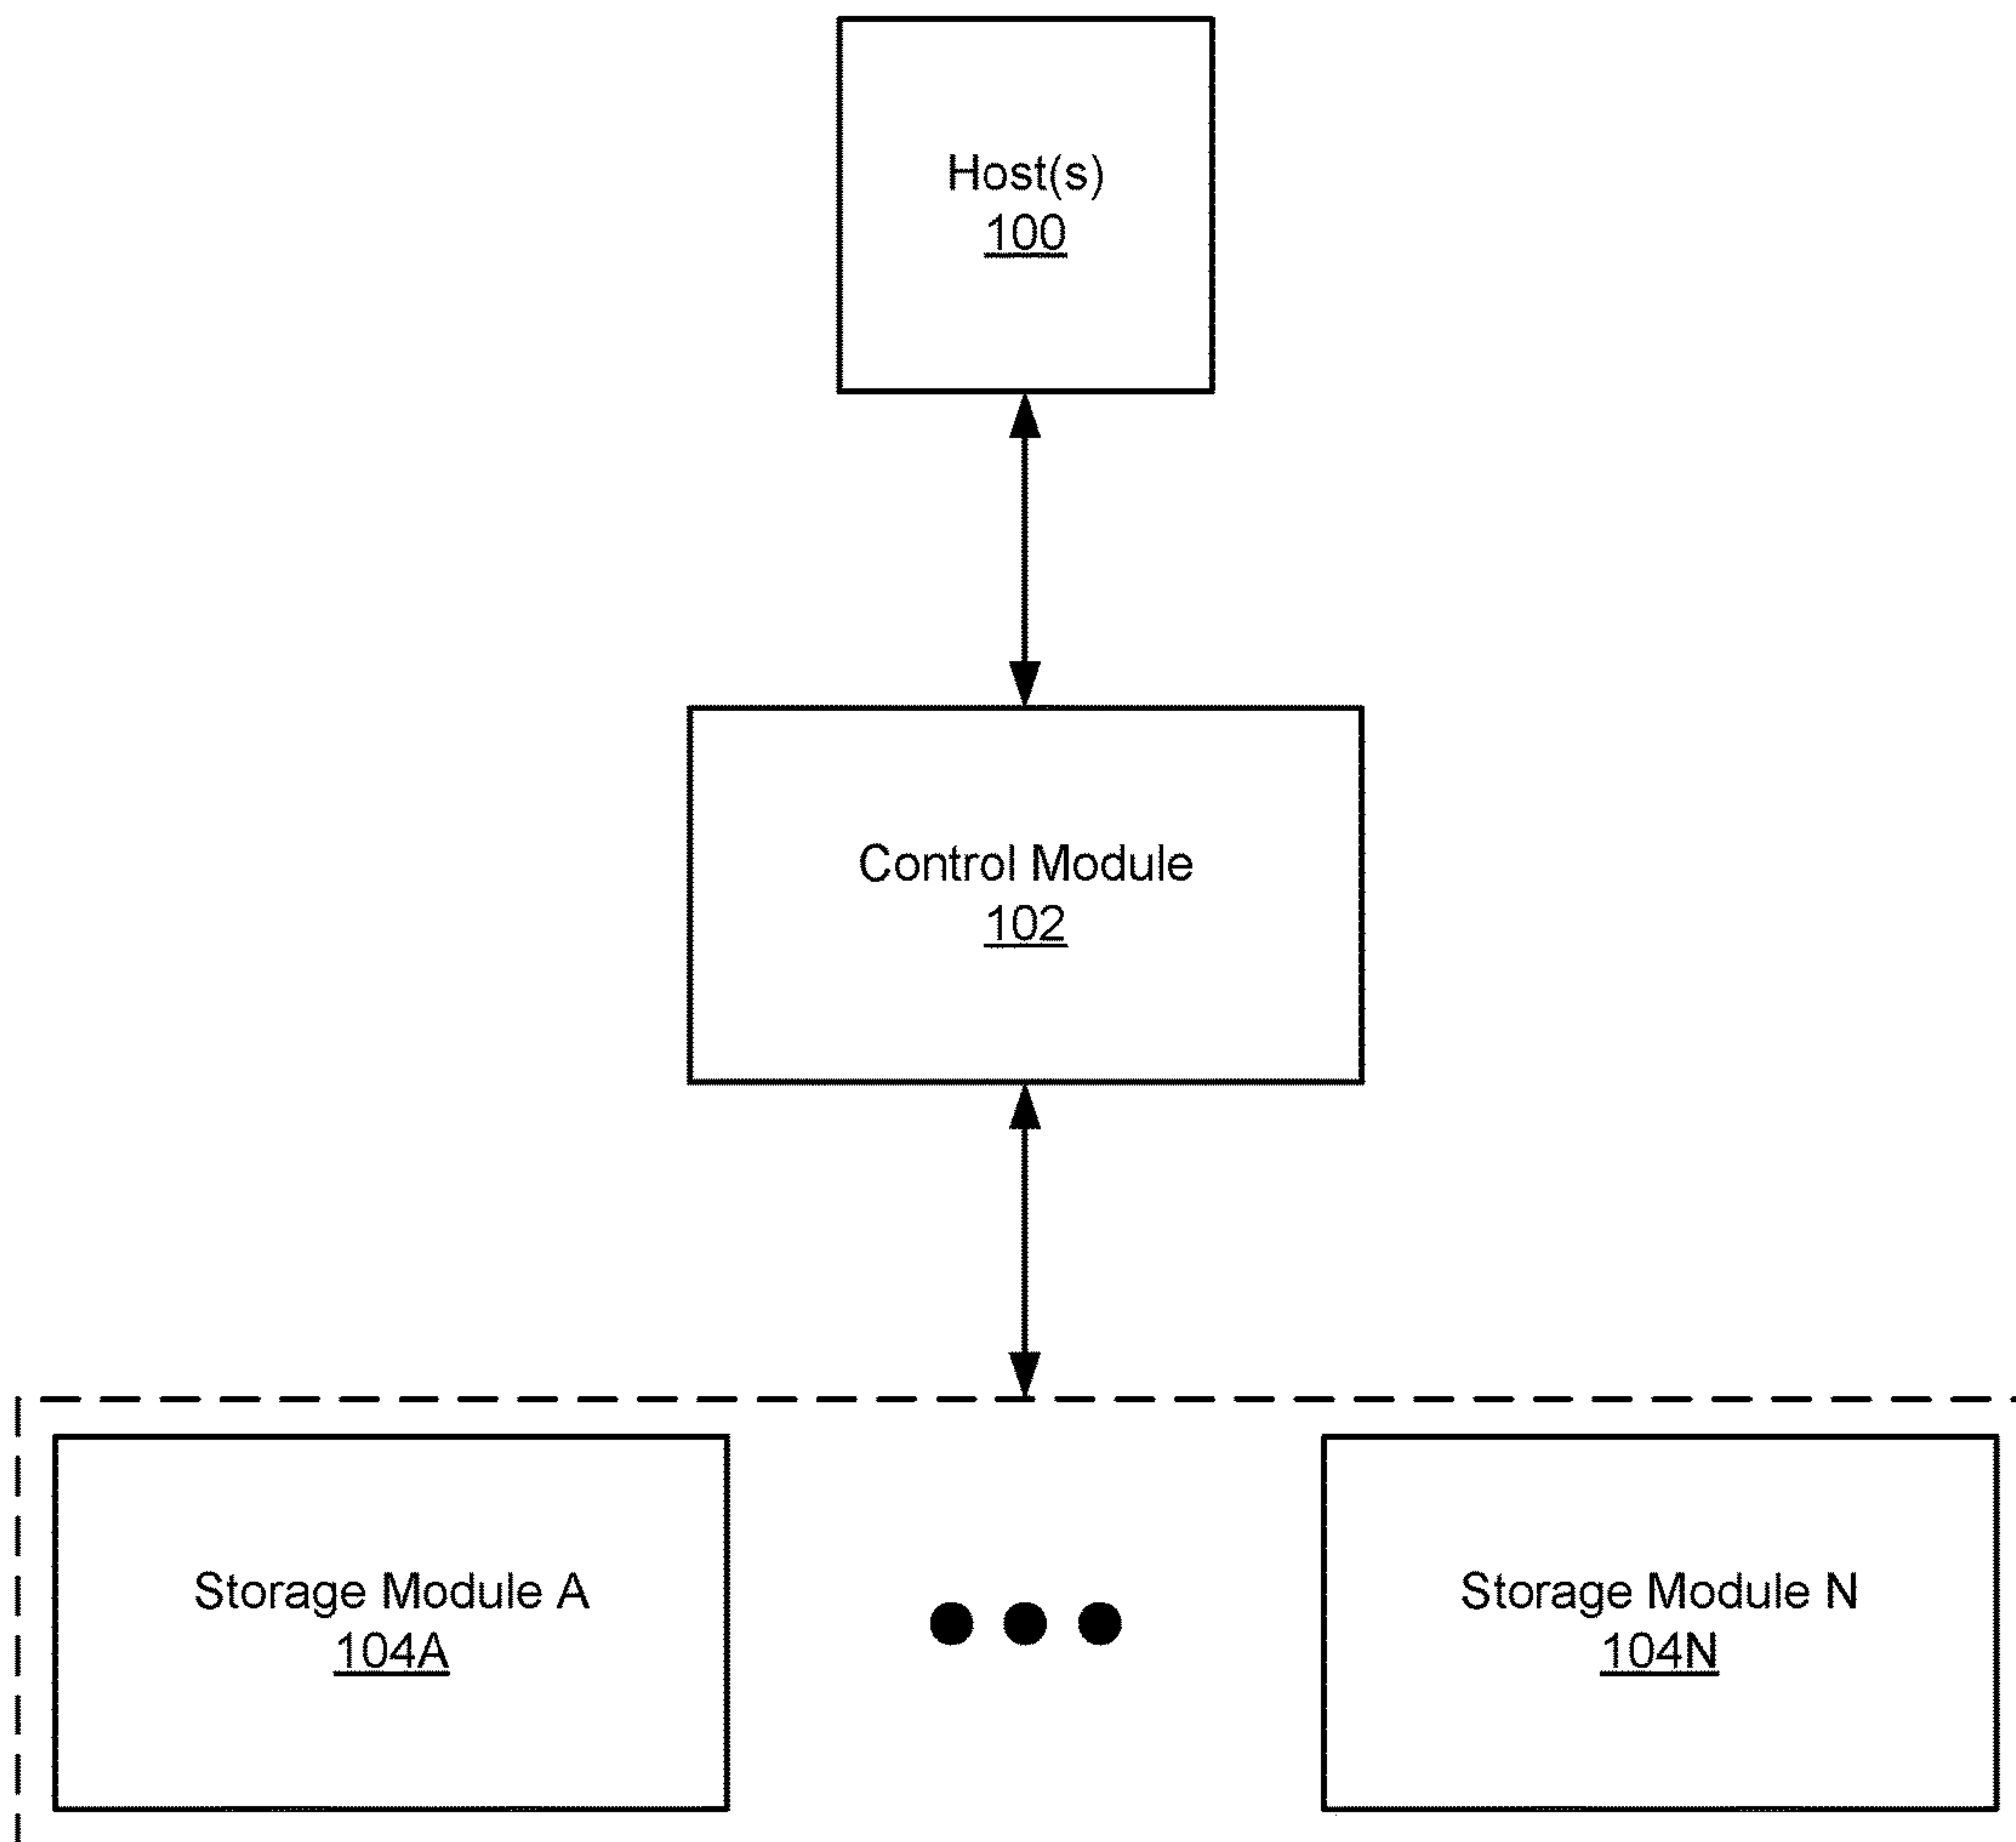 Host(s)
100
Control Module
102
Storage Module A
104A
Storage Module N
104N